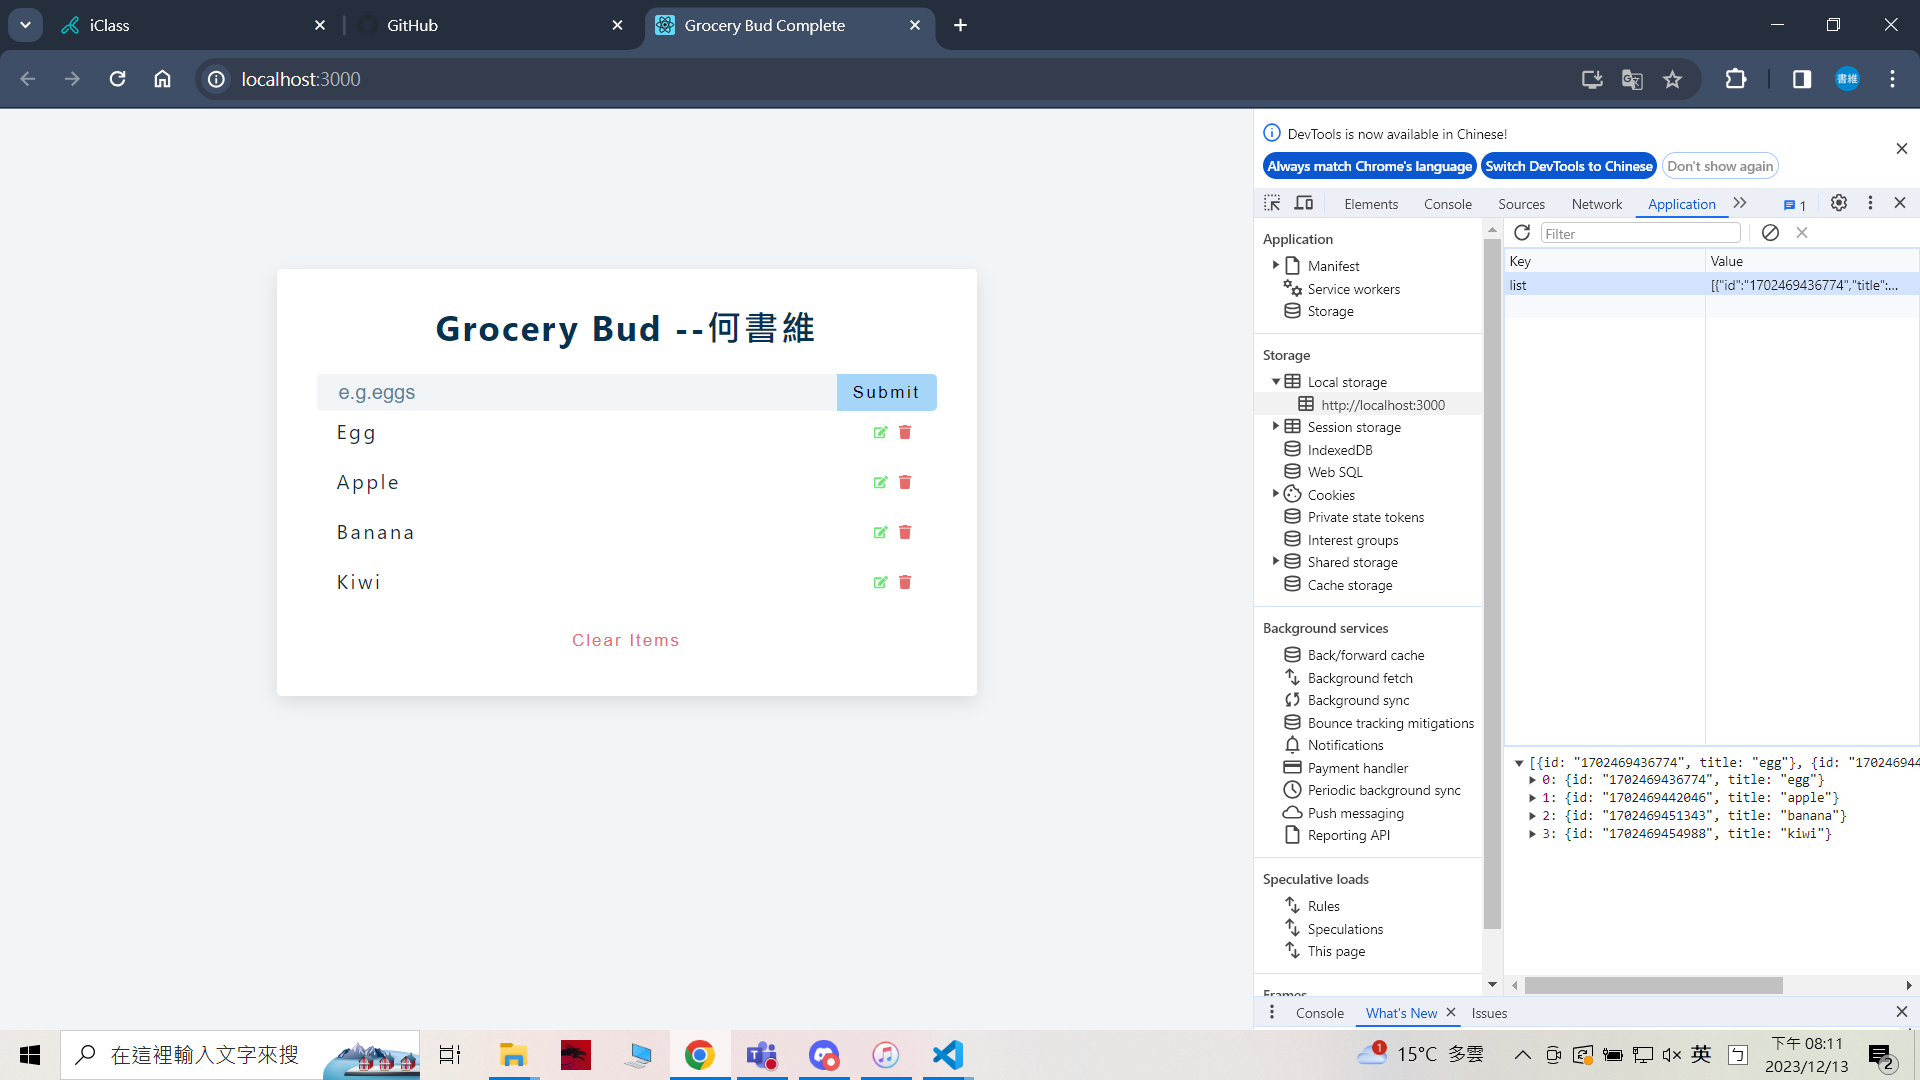 iClass
GitHub
Grocery Bud Complete
localhost:3000
書維
DevTools is now available in Chinese!
Always match Chrome's language
Switch DevTools to Chinese
Don't show again
Elements
Console
Sources
Network
Application
1
Filter
Key
Value
list
[{"id":"1702469436774","title":...
Application
Manifest
Service workers
Storage
Storage
Local storage
http://localhost:3000
Session storage
IndexedDB
Web SQL
Cookies
Private state tokens
Interest groups
Shared storage
Cache storage
Background services
Back/forward cache
Background fetch
Background sync
Bounce tracking mitigations
Notifications
Payment handler
Periodic background sync
Push messaging
Reporting API
Speculative loads
Rules
Speculations
This page
Frames
Grocery Bud --何書維
e.g.eggs
Submit
Egg
Apple
Banana
Kiwi
Clear Items
[{id: "1702469436774", title: "egg"}, {id: "17024694
0: {id: "1702469436774", title: "egg"}
1: {id: "1702469442046", title: "apple"}
2: {id: "1702469451343", title: "banana"}
3: {id: "1702469454988", title: "kiwi"}
Console
What's New
Issues
在這裡輸入文字來搜
1
15°C 多雲
英
ㄅ
下午 08:11
2023/12/13
2